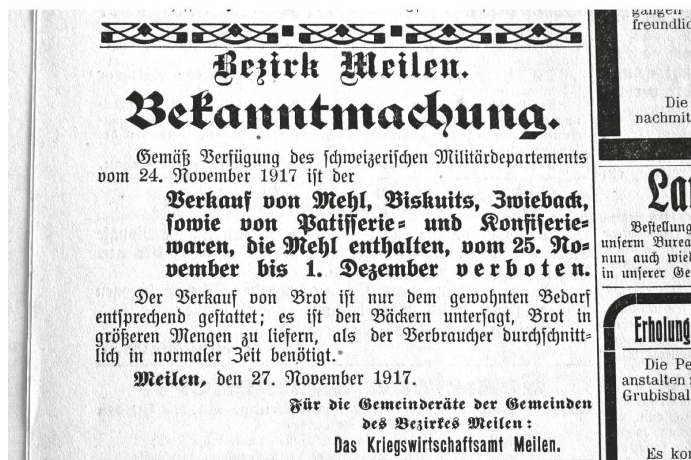 Bezirk Meilen.
Bekanntmachung.
Gemäß Verfügung des schweizerischen Militärdepartements
vom 24. November 1917 ist der
Verkauf von Mehl, Biskuits, Zwieback,
sowie von Patisserie= und Konfiserie=
waren, die Mehl enthalten, vom 25. No=
vember bis 1. Dezember verboten.
Der Verkauf von Brot ist nur dem gewohnten Bedarf
entsprechend gestattet; es ist den Bäckern untersagt, Brot in
größeren Mengen zu liefern, als der Verbraucher durchschnitt=
lich in normaler Zeit benötigt.
Meilen, den 27. November 1917.
Für die Gemeinderäte der Gemeinden
des Bezirkes Meilen:
Das Kriegswirtschaftsamt Meilen.
gangen
freundlic
Die
nachmit
La
Bestellung
unserm Burea
nun auch wie
in unserer Ge
Erholung
Die Pe
anstalten
Grubisbal
Es kon